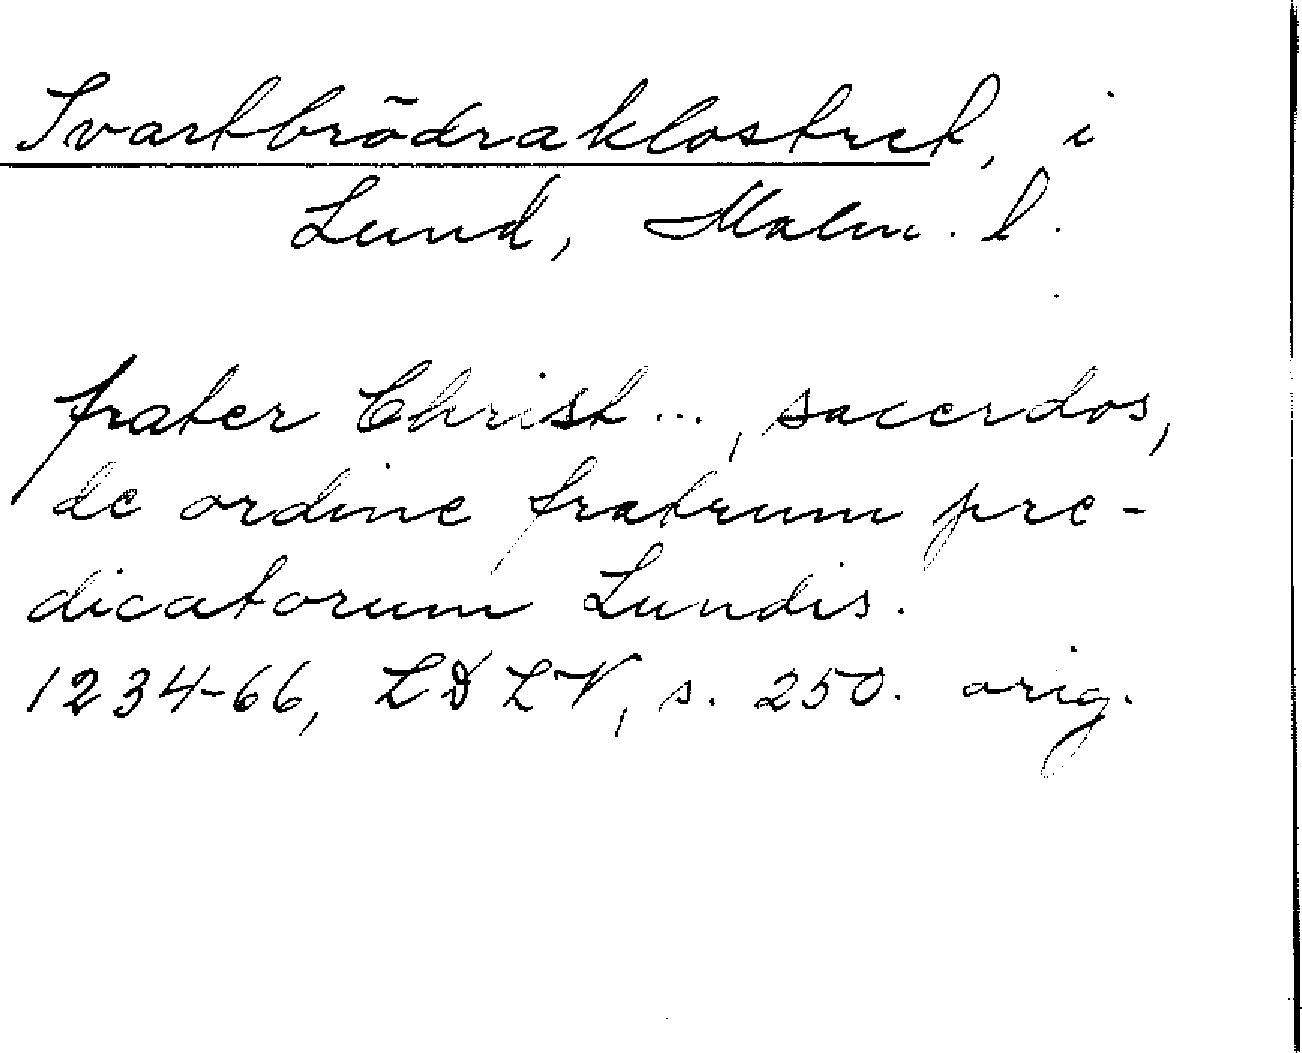 Svartbrödraklostret, i
Lund, Malm. l.
frater Christ..., sacerdos,
de ordine fratrum pre-
dicatorum Lundis.
1234-66, LDLV, s. 250. orig.